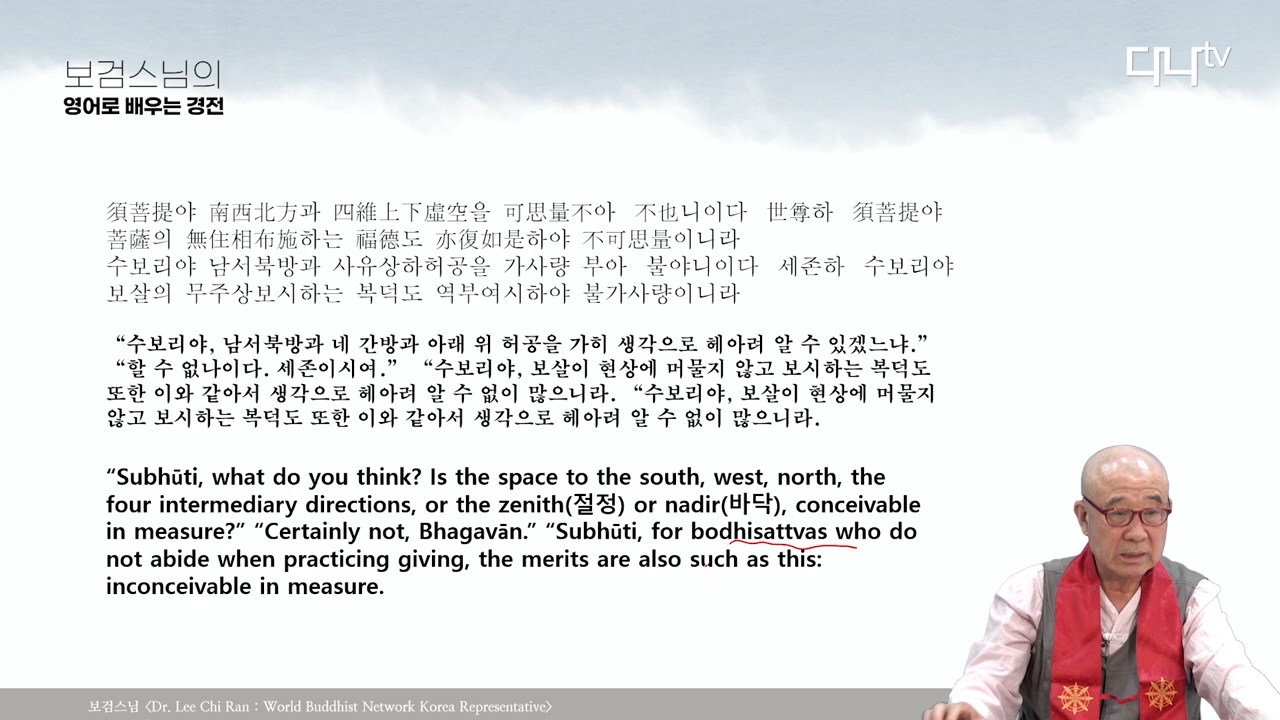 보검스님의
영어로 배우는 경전
다나tv
須菩提야 南西北方과 四維上下虛空을 可思量不아 不也니이다 世尊하 須菩提야
菩薩의 無住相布施하는 福德도 亦復如是하야 不可思量이니라
수보리야 남서북방과 사유상하허공을 가사량 부아 불야니이다 세존하 수보리야
보살의 무주상보시하는 복덕도 역부여시하야 불가사량이니라
“수보리야, 남서북방과 네 간방과 아래 위 허공을 가히 생각으로 헤아려 알 수 있겠느냐.”
“할 수 없나이다. 세존이시여.” “수보리야, 보살이 현상에 머물지 않고 보시하는 복덕도
또한 이와 같아서 생각으로 헤아려 알 수 없이 많으니라. “수보리야, 보살이 현상에 머물지
않고 보시하는 복덕도 또한 이와 같아서 생각으로 헤아려 알 수 없이 많으니라.
“Subhūti, what do you think? Is the space to the south, west, north, the
four intermediary directions, or the zenith(절정) or nadir(바닥), conceivable
in measure?” “Certainly not, Bhagavān.” “Subhūti, for bodhisattvas who do
not abide when practicing giving, the merits are also such as this:
inconceivable in measure.
보검스님 〈Dr. Lee Chi Ran : World Buddhist Network Korea Representative〉